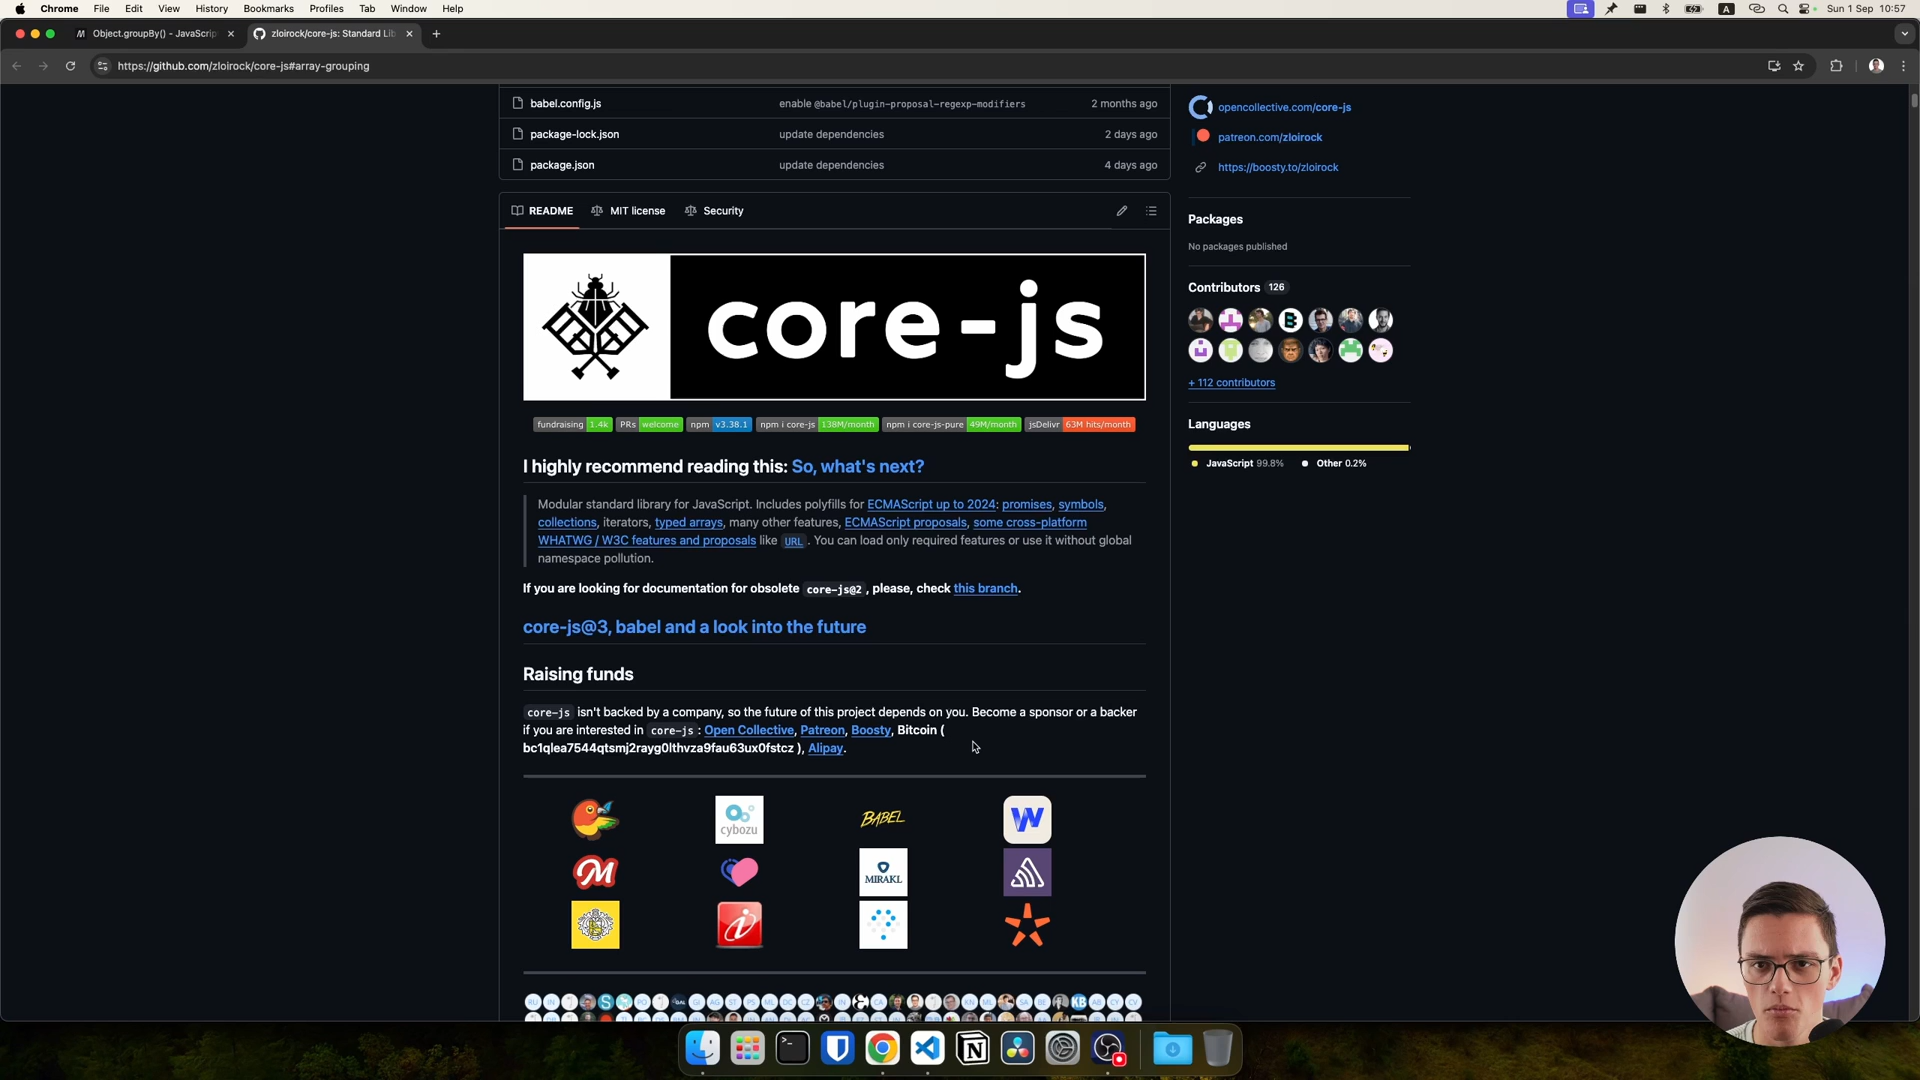 Chrome File Edit View History Bookmarks Profiles Tab Window Help A Sun 1 Sep 10:57
Object.groupBy() - JavaScrip zloirock/core-js: Standard Lib
https://github.com/zloirock/core-js#array-grouping
babel.config.js enable @babel/plugin-proposal-regexp-modifiers 2 months ago
package-lock.json update dependencies 2 days ago
package.json update dependencies 4 days ago
README MIT license Security
core-js
fundraising 1.4k PRs welcome npm v3.38.1 npm i core-js 138M/month npm i core-js-pure 49M/month jsDelivr 63M hits/month
I highly recommend reading this: So, what's next?
Modular standard library for JavaScript. Includes polyfills for ECMAScript up to 2024: promises, symbols,
collections, iterators, typed arrays, many other features, ECMAScript proposals, some cross-platform
WHATWG / W3C features and proposals like URL. You can load only required features or use it without global
namespace pollution.
If you are looking for documentation for obsolete core-js@2, please, check this branch.
core-js@3, babel and a look into the future
Raising funds
core-js isn't backed by a company, so the future of this project depends on you. Become a sponsor or a backer
if you are interested in core-js: Open Collective, Patreon, Boosty, Bitcoin (
bc1qlea7544qtsmj2rayg0lthvza9fau63ux0fstcz ), Alipay.
cybozu BABEL W
M MIRAKL
i
opencollective.com/core-js
patreon.com/zloirock
https://boosty.to/zloirock
Packages
No packages published
Contributors 126
+ 112 contributors
Languages
JavaScript 99.8% Other 0.2%